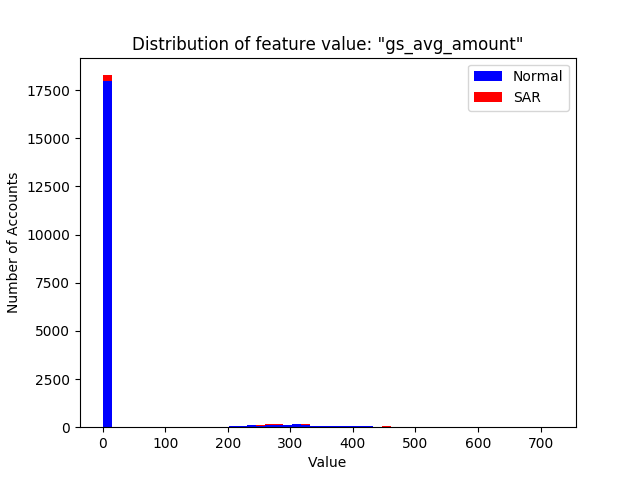 Distribution of feature value: "gs_avg_amount"
Normal
SAR
Number of Accounts
17500
15000
12500
10000
7500
5000
2500
0
0 100 200 300 400 500 600 700
Value